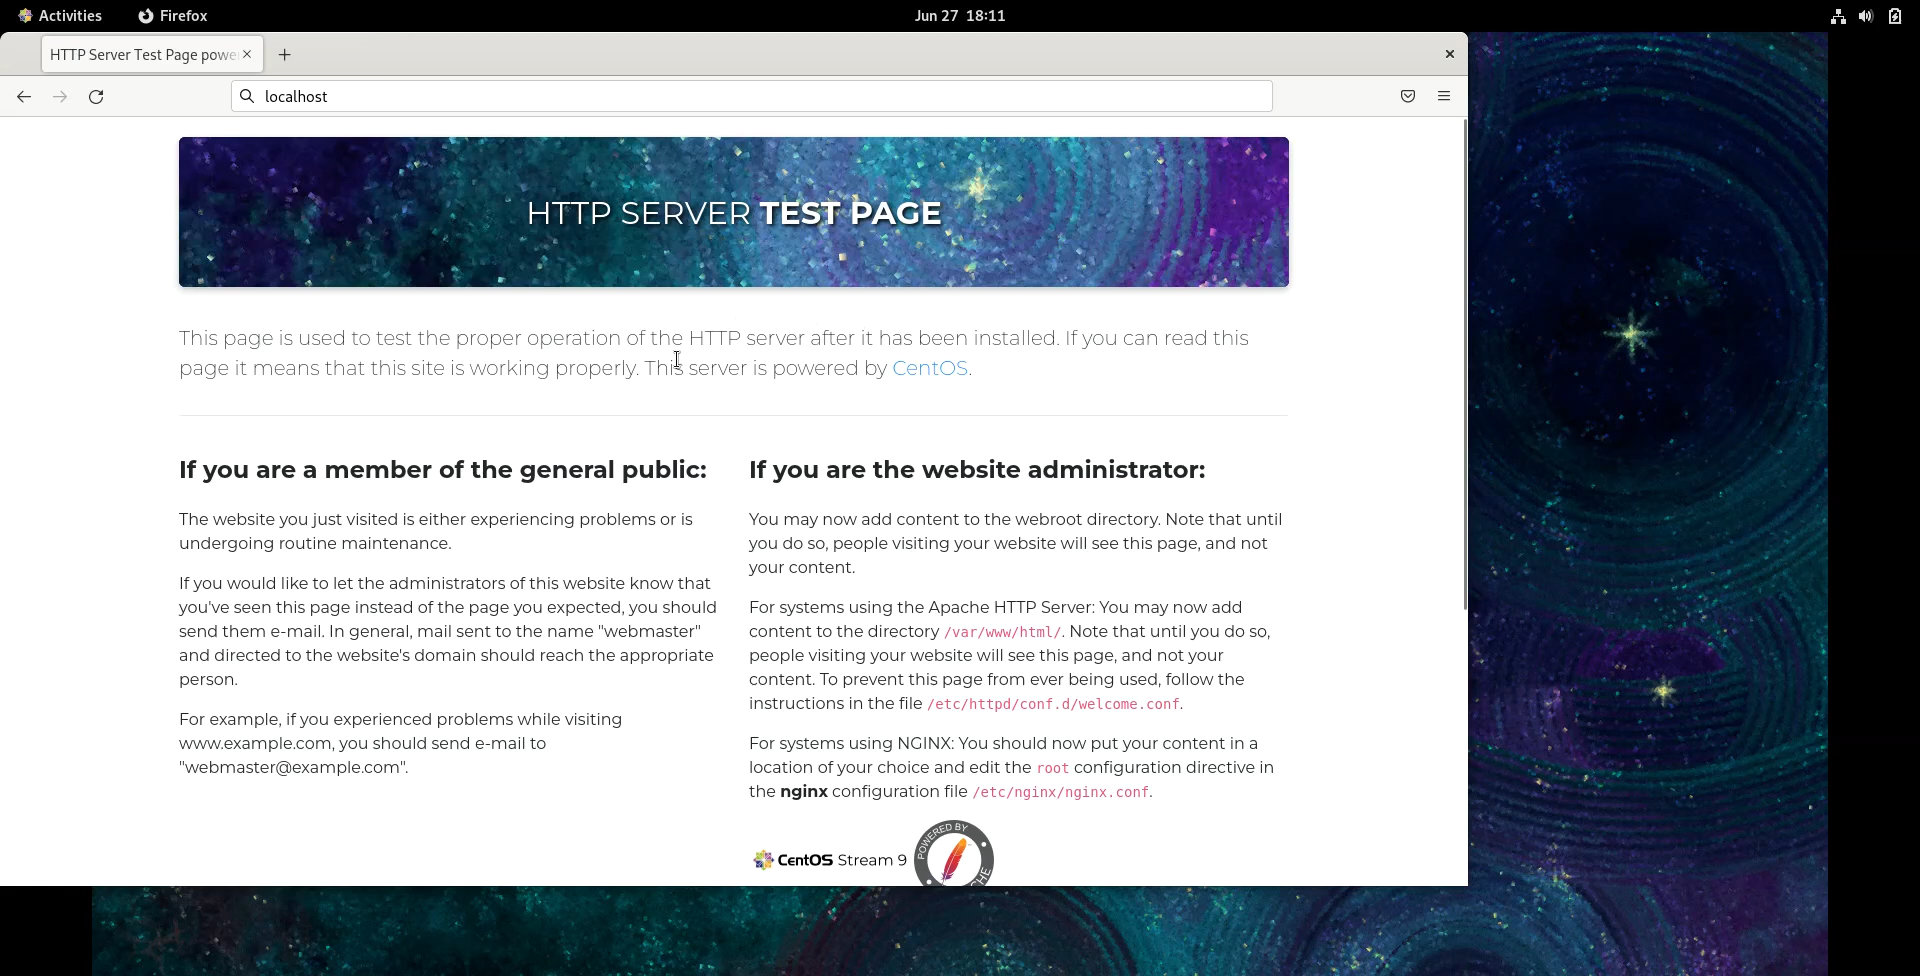 Activities
Firefox
Jun 27 18:11
HTTP Server Test Page powe
localhost
HTTP SERVER TEST PAGE
This page is used to test the proper operation of the HTTP server after it has been installed. If you can read this
page it means that this site is working properly. This server is powered by CentOS.
If you are a member of the general public:
The website you just visited is either experiencing problems or is
undergoing routine maintenance.
If you would like to let the administrators of this website know that
you've seen this page instead of the page you expected, you should
send them e-mail. In general, mail sent to the name "webmaster"
and directed to the website's domain should reach the appropriate
person.
For example, if you experienced problems while visiting
www.example.com, you should send e-mail to
"webmaster@example.com".
If you are the website administrator:
You may now add content to the webroot directory. Note that until
you do so, people visiting your website will see this page, and not
your content.
For systems using the Apache HTTP Server: You may now add
content to the directory /var/www/html/. Note that until you do so,
people visiting your website will see this page, and not your
content. To prevent this page from ever being used, follow the
instructions in the file /etc/httpd/conf.d/welcome.conf.
For systems using NGINX: You should now put your content in a
location of your choice and edit the root configuration directive in
the nginx configuration file /etc/nginx/nginx.conf.
CentOS Stream 9
POWERED BY
CHE